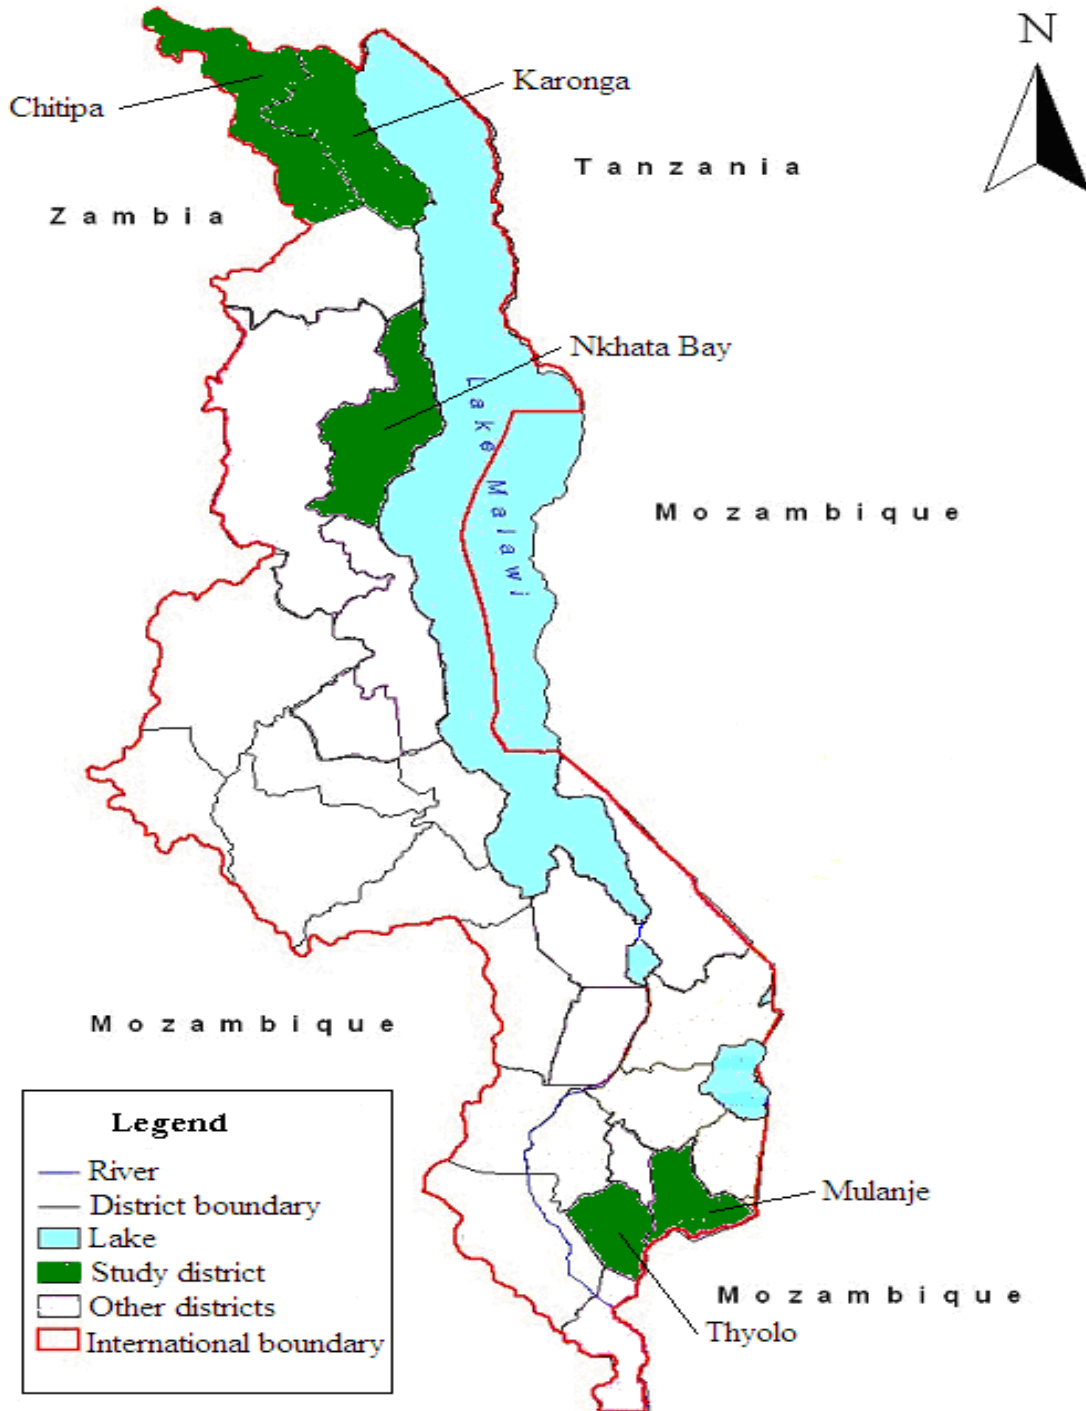 N
Karonga
Chitipa
Tanzania
Zambia
Nkhata Bay
Lake Malawi
Mozambique
Mozambique
Legend
River
District boundary
Lake
Study district
Other districts
International boundary
Mulanje
Mozambique
Thyolo